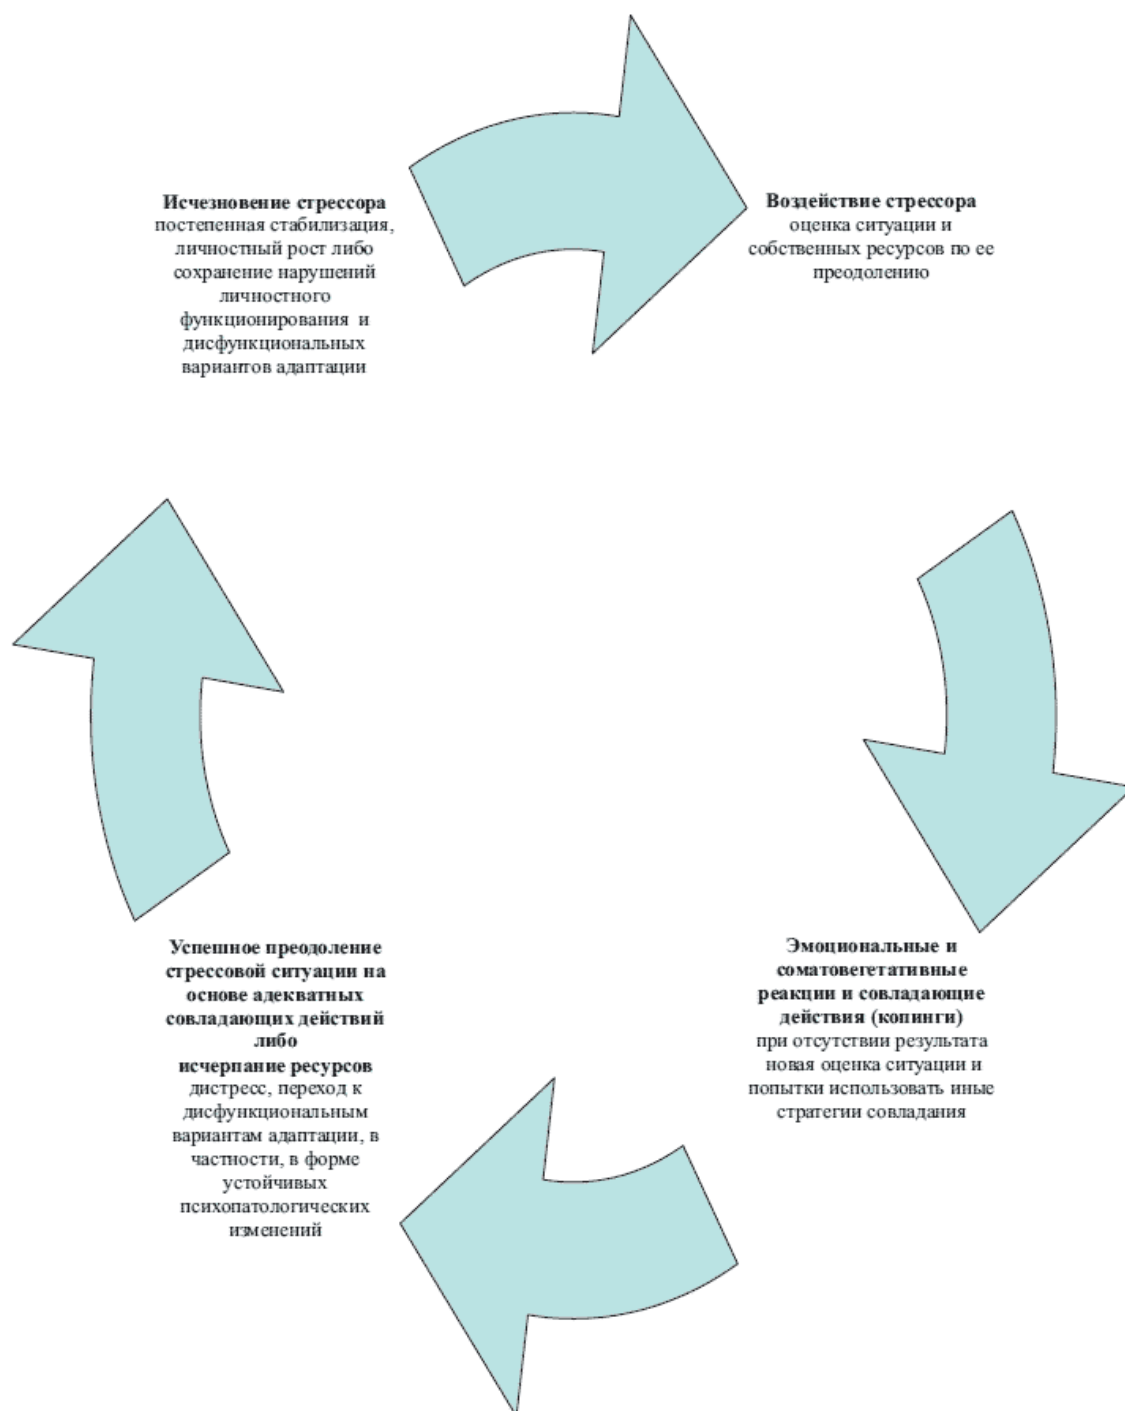 Исчезновение стрессора
постепенная стабилизация,
личностный рост либо
сохранение нарушений
личностного
функционирования и
дисфункциональных
вариантов адаптации
Воздействие стрессора
оценка ситуации и
собственных ресурсов по ее
преодолению
Эмоциональные и
соматовегетативные
реакции и совладающие
действия (копинги)
при отсутствии результата
новая оценка ситуации и
попытки использовать иные
стратегии совладания
Успешное преодоление
стрессовой ситуации на
основе адекватных
совладающих действий
либо
исчерпание ресурсов
дистресс, переход к
дисфункциональным
вариантам адаптации, в
частности, в форме
устойчивых
психопатологических
изменений